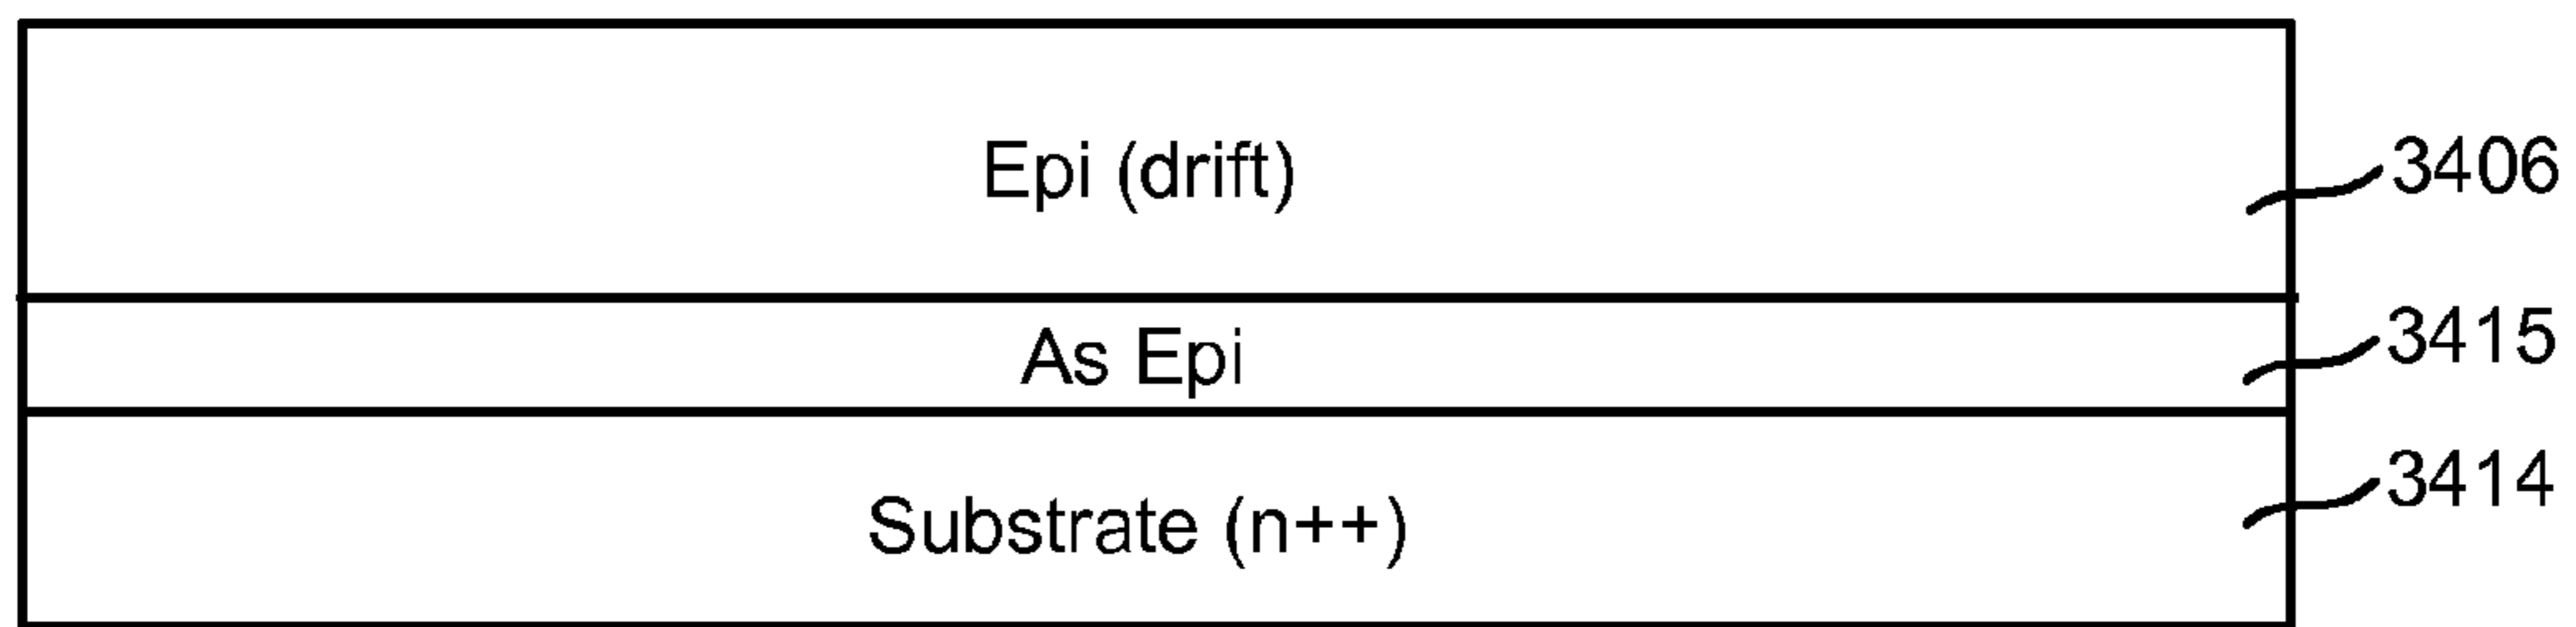 Epi (drift)
3406
As Epi
3415
Substrate (n++)
3414